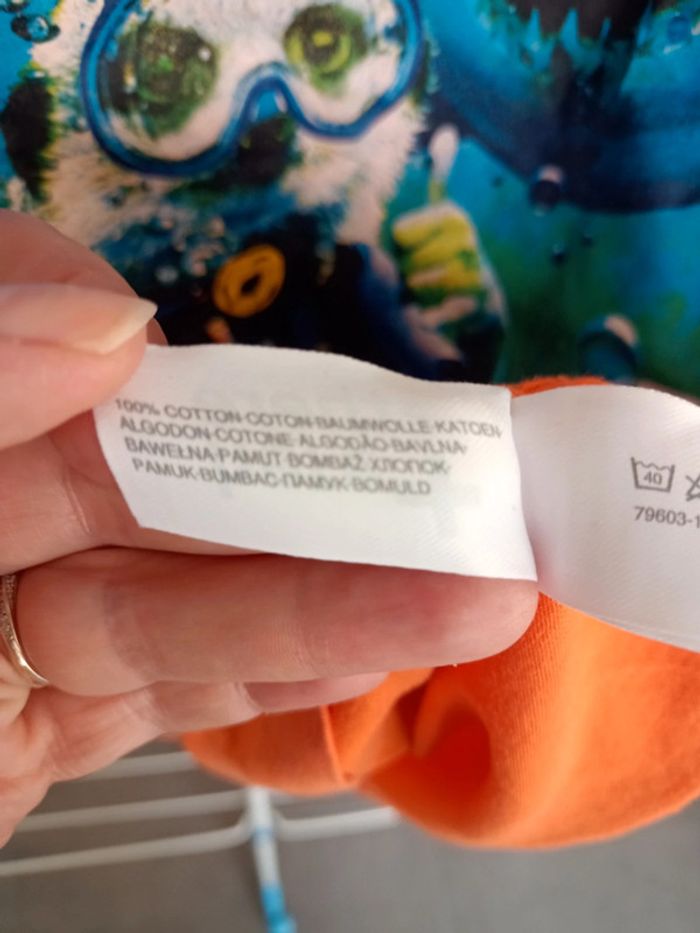 100% COTTON·COTON·BAUMWOLLE·KATOEN·
ALGODON·COTONE·ALGODÃO·BAVLNA·
BAWEŁNA·PAMUT·BOMBAŽ·ХЛОПОК·
PAMUK·BUMBAC·ПАМУК·BOMULD
40
79603-1